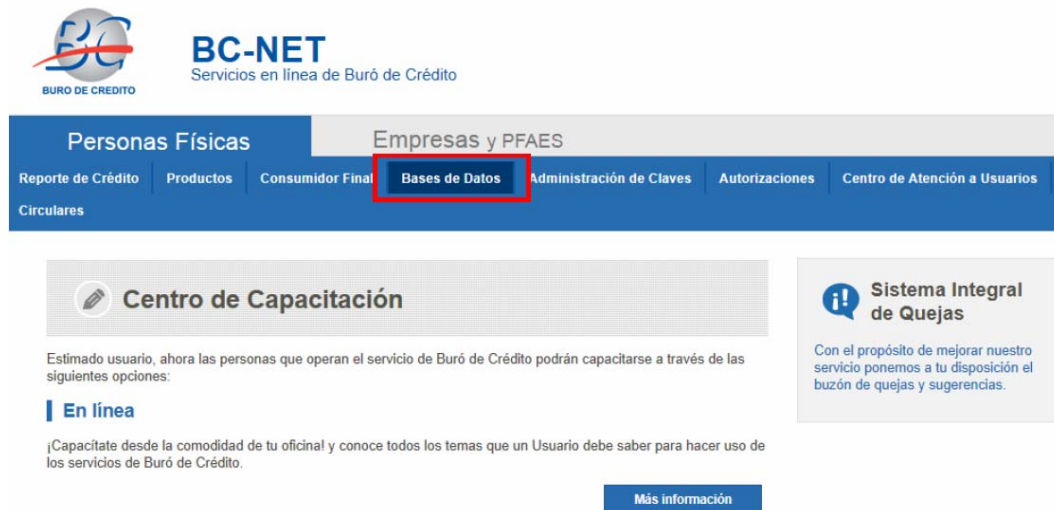 BC
BURO DE CREDITO
BC-NET
Servicios en línea de Buró de Crédito
Personas Físicas
Empresas y PFAES
Reporte de Crédito
Productos
Consumidor Final
Bases de Datos
Administración de Claves
Autorizaciones
Centro de Atención a Usuarios
Circulares
Centro de Capacitación
Estimado usuario, ahora las personas que operan el servicio de Buró de Crédito podrán capacitarse a través de las
siguientes opciones:
En línea
¡Capacítate desde la comodidad de tu oficina! y conoce todos los temas que un Usuario debe saber para hacer uso de
los servicios de Buró de Crédito.
Más información
Sistema Integral
de Quejas
Con el propósito de mejorar nuestro
servicio ponemos a tu disposición el
buzón de quejas y sugerencias.